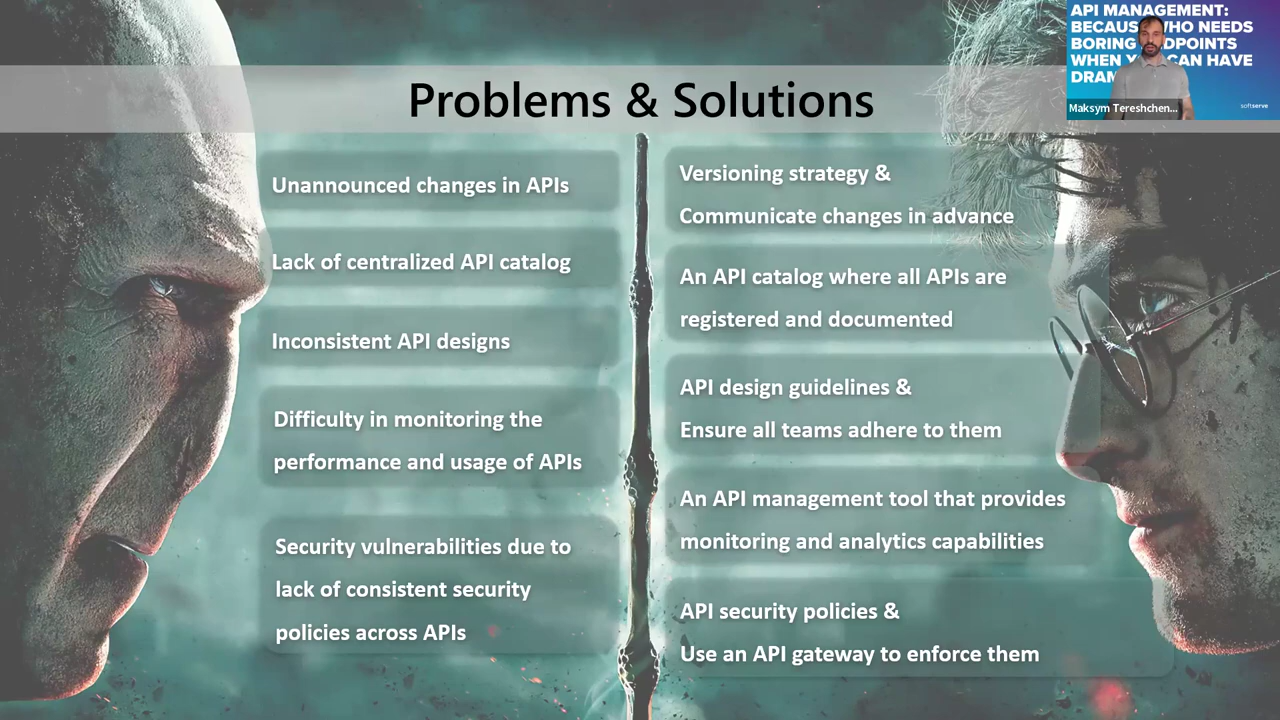 Problems & Solutions
Unannounced changes in APIs
Lack of centralized API catalog
Inconsistent API designs
Difficulty in monitoring the
performance and usage of APIs
Security vulnerabilities due to
lack of consistent security
policies across APIs
Versioning strategy &
Communicate changes in advance
An API catalog where all APIs are
registered and documented
API design guidelines &
Ensure all teams adhere to them
An API management tool that provides
monitoring and analytics capabilities
API security policies &
Use an API gateway to enforce them
API MANAGEMENT:
WHO NEEDS
BORING
WHEN CAN HAVE
Maksym Tereshchen...
softserve